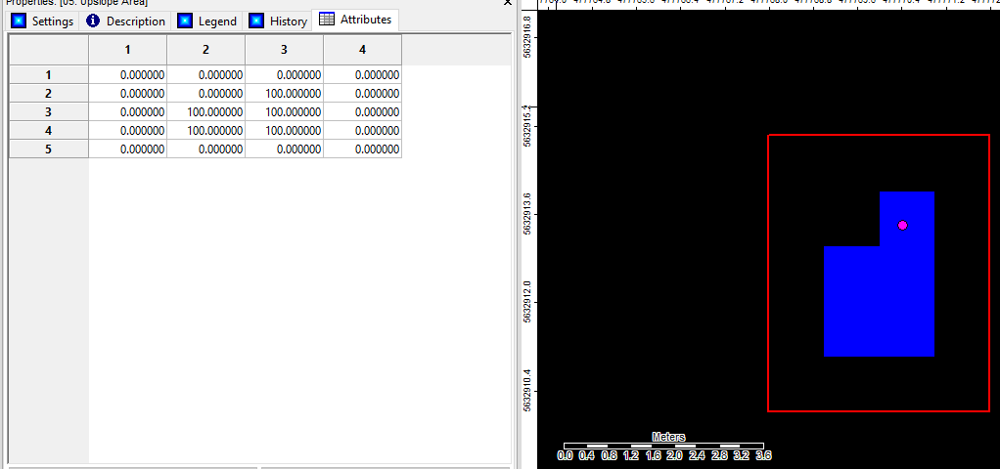 Properties: [05. Upslope Area]
Settings Description Legend History Attributes
1 2 3 4
1 0.000000 0.000000 0.000000 0.000000
2 0.000000 0.000000 100.000000 0.000000
3 0.000000 100.000000 100.000000 0.000000
4 0.000000 100.000000 100.000000 0.000000
5 0.000000 0.000000 0.000000 0.000000
5632916.8
5632915.2
5632913.6
5632912.0
5632910.4
Meters
0.0 0.4 0.8 1.2 1.6 2.0 2.4 2.8 3.2 3.6